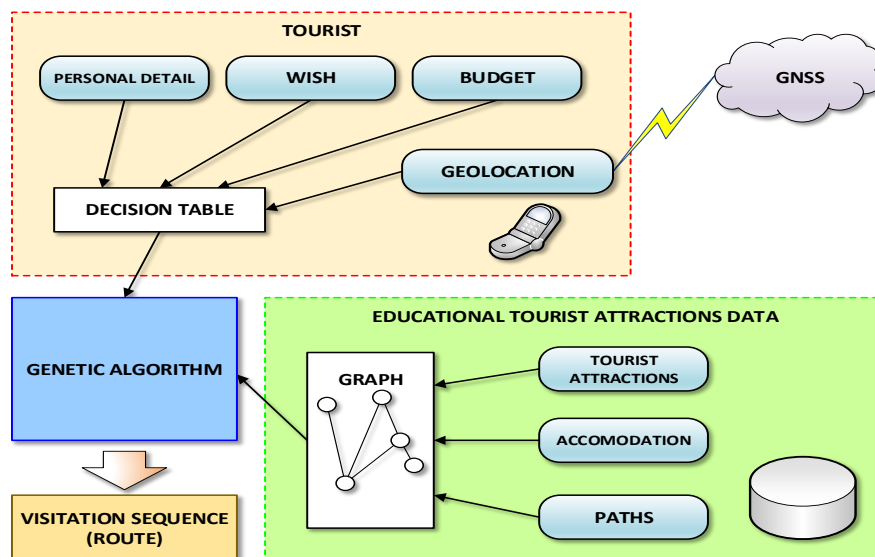 TOURIST
PERSONAL DETAIL
WISH
BUDGET
GNSS
GEOLOCATION
DECISION TABLE
EDUCATIONAL TOURIST ATTRACTIONS DATA
GENETIC ALGORITHM
GRAPH
TOURIST
ATTRACTIONS
ACCOMODATION
PATHS
VISITATION SEQUENCE
(ROUTE)